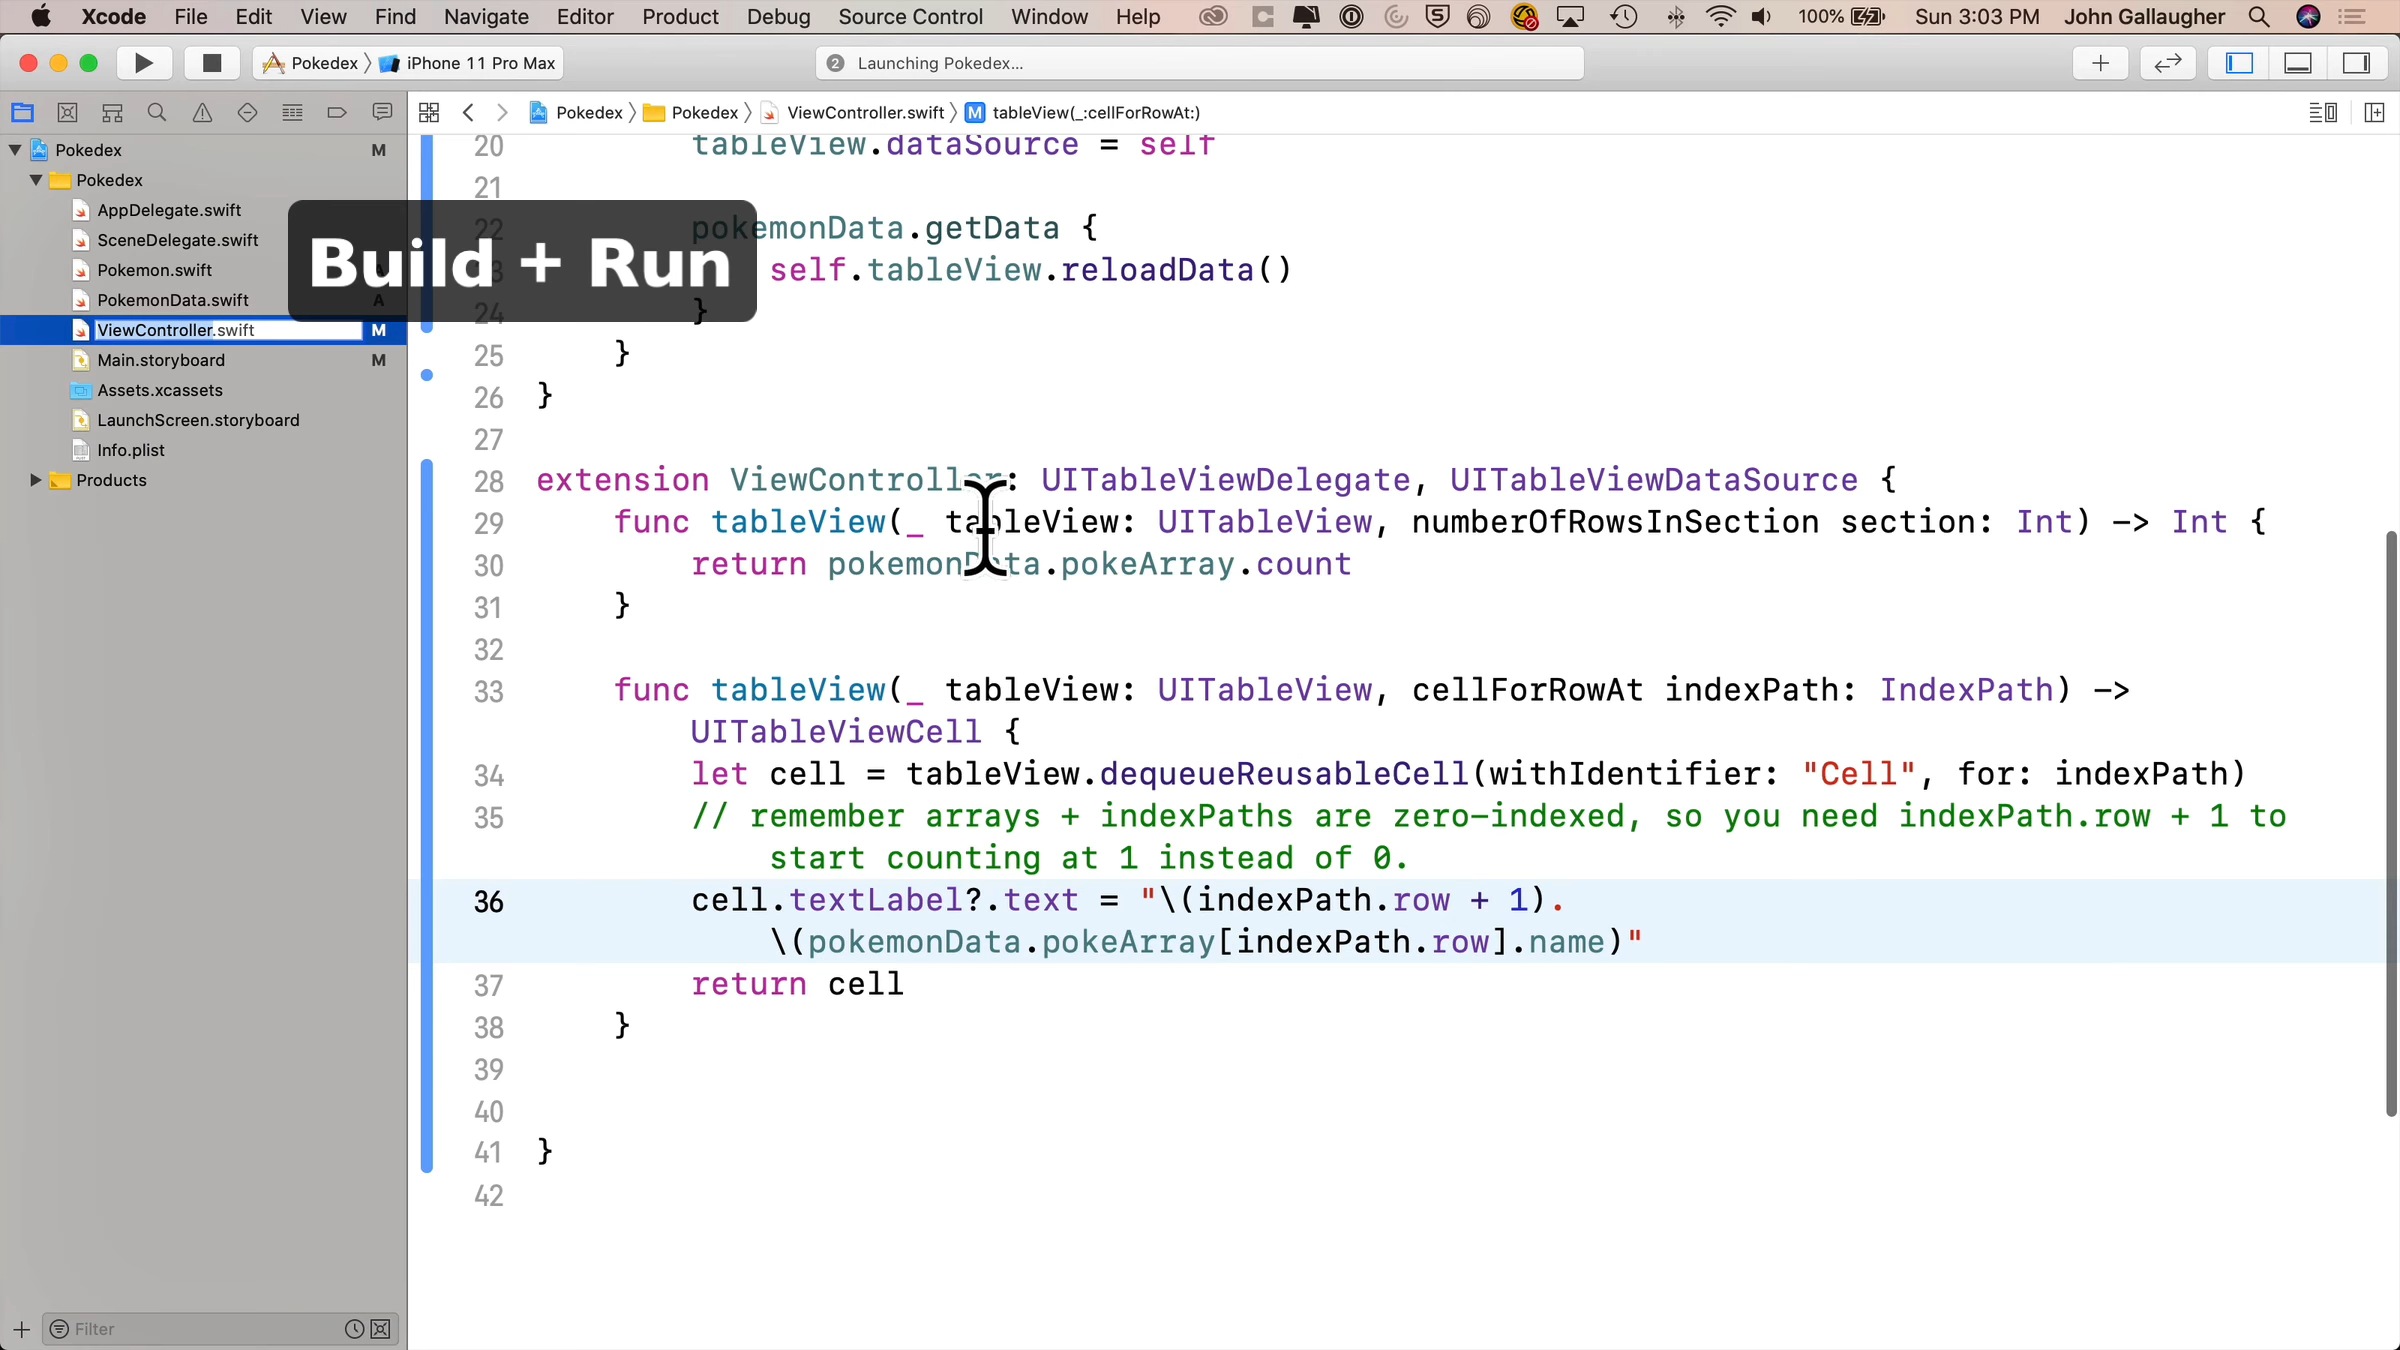 Xcode File Edit View Find Navigate Editor Product Debug Source Control Window Help 100% Sun 3:03 PM John Gallaugher
Pokedex iPhone 11 Pro Max 2 Launching Pokedex...
Pokedex Pokedex ViewController.swift M tableView(_:cellForRowAt:)
Pokedex M
Pokedex
AppDelegate.swift
SceneDelegate.swift
Pokemon.swift
PokemonData.swift A
ViewController.swift M
Main.storyboard M
Assets.xcassets
LaunchScreen.storyboard
Info.plist
Products
Filter
Build + Run
20 tableView.dataSource = self
21
22 pokemonData.getData {
self.tableView.reloadData()
24 }
25 }
26 }
27
28 extension ViewController: UITableViewDelegate, UITableViewDataSource {
29 func tableView(_ tableView: UITableView, numberOfRowsInSection section: Int) -> Int {
30 return pokemonData.pokeArray.count
31 }
32
33 func tableView(_ tableView: UITableView, cellForRowAt indexPath: IndexPath) ->
UITableViewCell {
34 let cell = tableView.dequeueReusableCell(withIdentifier: "Cell", for: indexPath)
35 // remember arrays + indexPaths are zero-indexed, so you need indexPath.row + 1 to
start counting at 1 instead of 0.
36 cell.textLabel?.text = "\(indexPath.row + 1).
\(pokemonData.pokeArray[indexPath.row].name)"
37 return cell
38 }
39
40
41 }
42